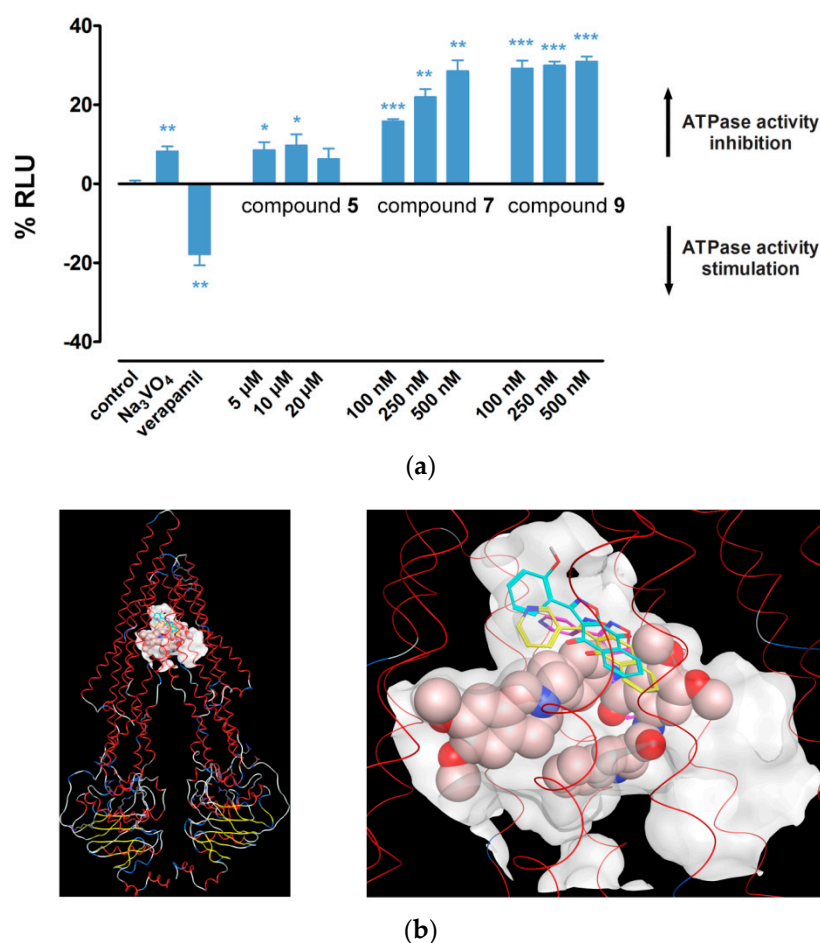 40
20
0
-20
-40
% RLU
** * * ** *** ** ** *** *** ***
compound 5 compound 7 compound 9
**
ATPase activity
inhibition
ATPase activity
stimulation
control
Na₃VO₄
verapamil
5 µM
10 µM
20 µM
100 nM
250 nM
500 nM
100 nM
250 nM
500 nM
(a)
(b)